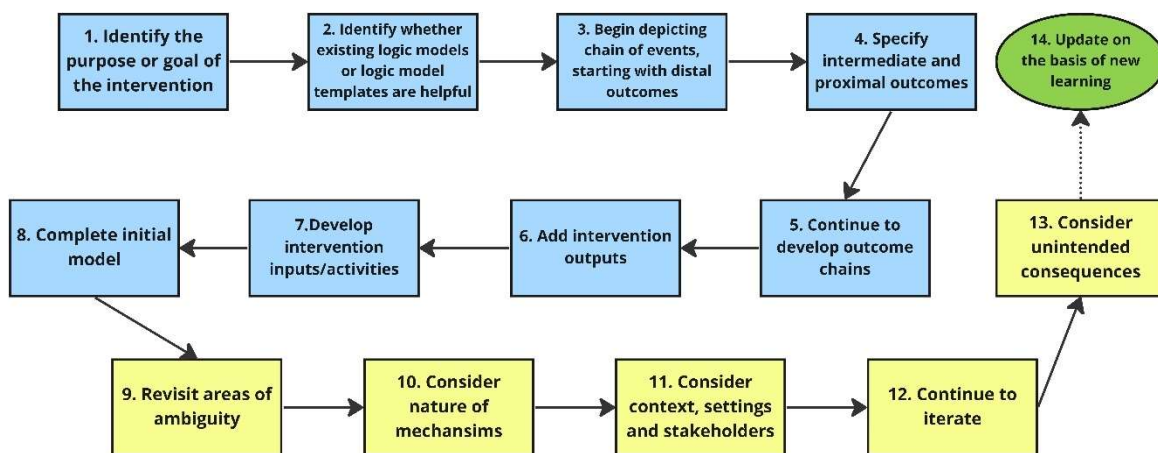 1. Identify the
purpose or goal of
the intervention
2. Identify whether
existing logic models
or logic model
templates are helpful
3. Begin depicting
chain of events,
starting with distal
outcomes
4. Specify
intermediate and
proximal outcomes
5. Continue to
develop outcome
chains
6. Add intervention
outputs
7.Develop
intervention
inputs/activities
8. Complete initial
model
9. Revisit areas of
ambiguity
10. Consider
nature of
mechansims
11. Consider
context, settings
and stakeholders
12. Continue to
iterate
13. Consider
unintended
consequences
14. Update on
the basis of new
learning